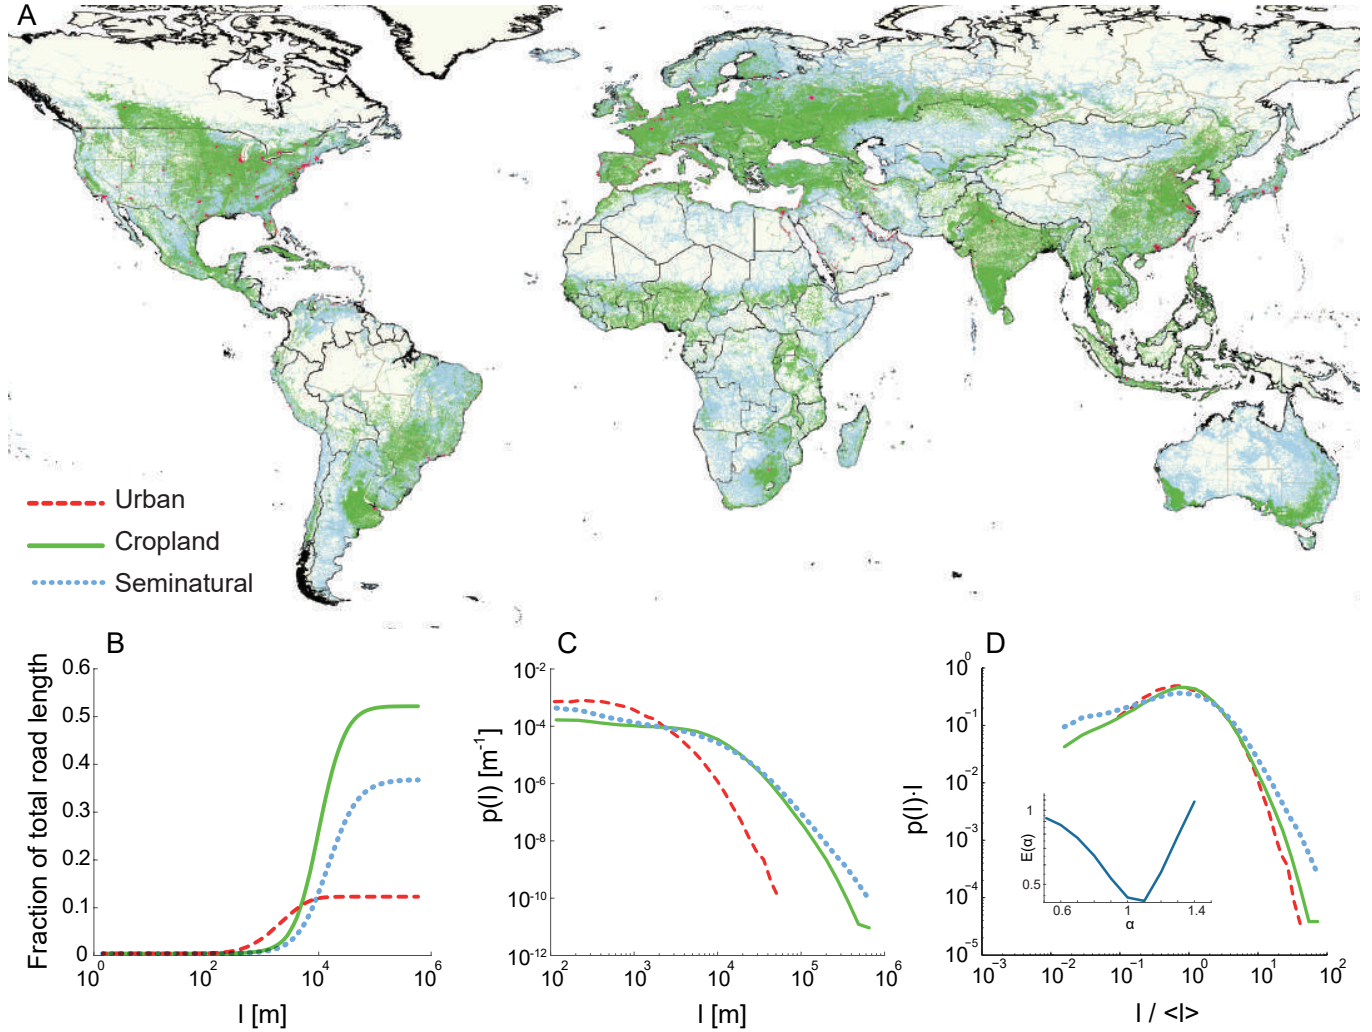 A
Urban
Cropland
Seminatural
B
Fraction of total road length
0.6
0.5
0.4
0.3
0.2
0.1
0
10^0
10^2
10^4
10^6
l [m]
C
p(l) [m^-1]
10^-2
10^-4
10^-6
10^-8
10^-10
10^-12
10^2
10^3
10^4
10^5
10^6
l [m]
D
p(l)·l
10^0
10^-1
10^-2
10^-3
10^-4
10^-5
10^-3
10^-2
10^-1
10^0
10^1
10^2
l / <l>
E(α)
1
0.5
0.6
1
1.4
α